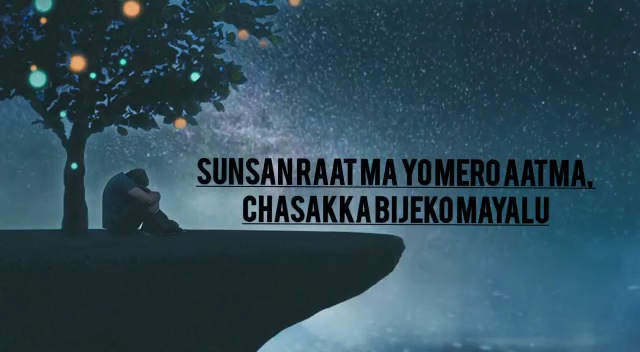 SUNSAN RAAT MA YO MERO AATMA,
CHASAKKA BIJEKO MAYALU